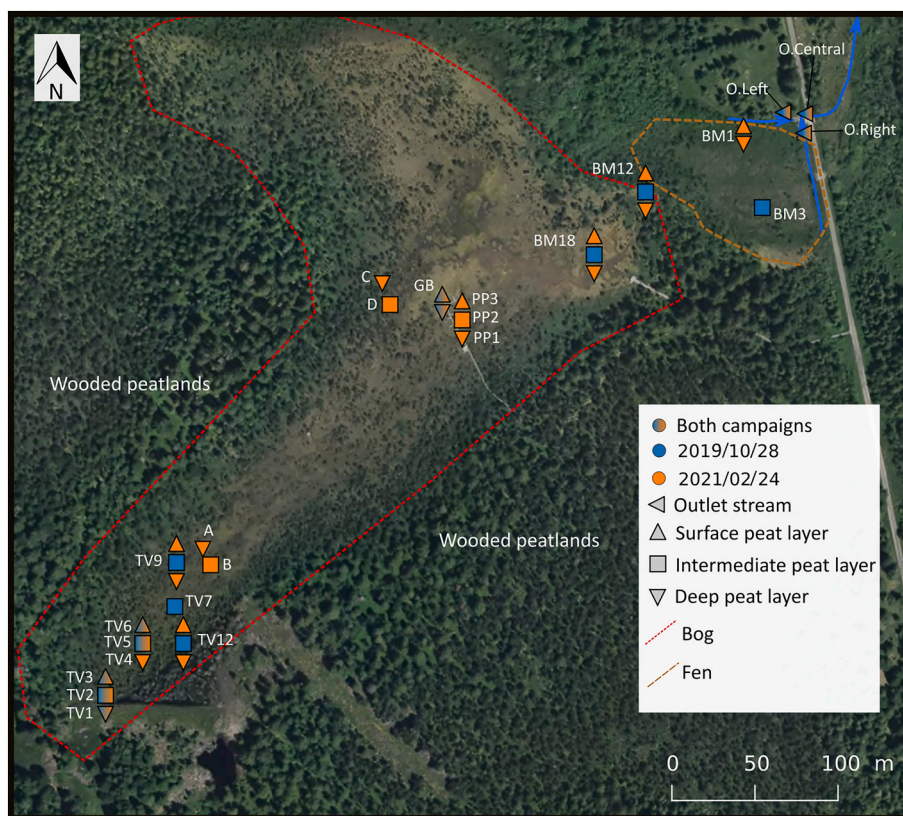 N
O.Central
O.Left
O.Right
BM1
BM12
BM3
BM18
C
GB
D
PP3
PP2
PP1
Wooded peatlands
Both campaigns
2019/10/28
2021/02/24
Outlet stream
Surface peat layer
Intermediate peat layer
Deep peat layer
Bog
Fen
Wooded peatlands
A
TV9
B
TV7
TV6
TV5
TV12
TV4
TV3
TV2
TV1
0 50 100 m